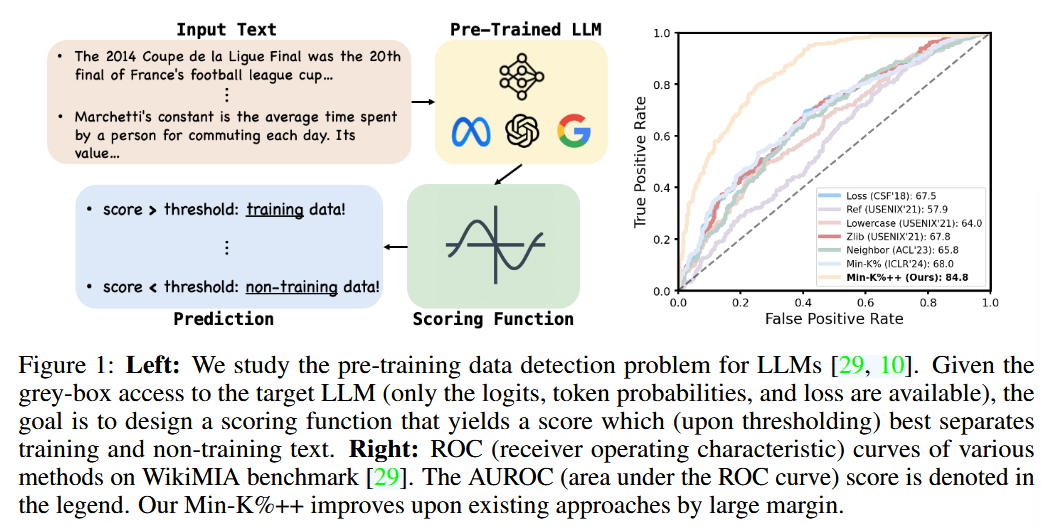 Input Text
• The 2014 Coupe de la Ligue Final was the 20th
final of France's football league cup...
⋮
• Marchetti's constant is the average time spent
by a person for commuting each day. Its
value...
Pre-Trained LLM
• score > threshold: training data!
⋮
• score < threshold: non-training data!
Prediction
Scoring Function
True Positive Rate
1.0
0.8
0.6
0.4
0.2
0.0
Loss (CSF'18): 67.5
Ref (USENIX'21): 57.9
Lowercase (USENIX'21): 64.0
Zlib (USENIX'21): 67.8
Neighbor (ACL'23): 65.8
Min-K% (ICLR'24): 68.0
Min-K%++ (Ours): 84.8
0.0 0.2 0.4 0.6 0.8 1.0
False Positive Rate
Figure 1: Left: We study the pre-training data detection problem for LLMs [29, 10]. Given the
grey-box access to the target LLM (only the logits, token probabilities, and loss are available), the
goal is to design a scoring function that yields a score which (upon thresholding) best separates
training and non-training text. Right: ROC (receiver operating characteristic) curves of various
methods on WikiMIA benchmark [29]. The AUROC (area under the ROC curve) score is denoted in
the legend. Our Min-K%++ improves upon existing approaches by large margin.